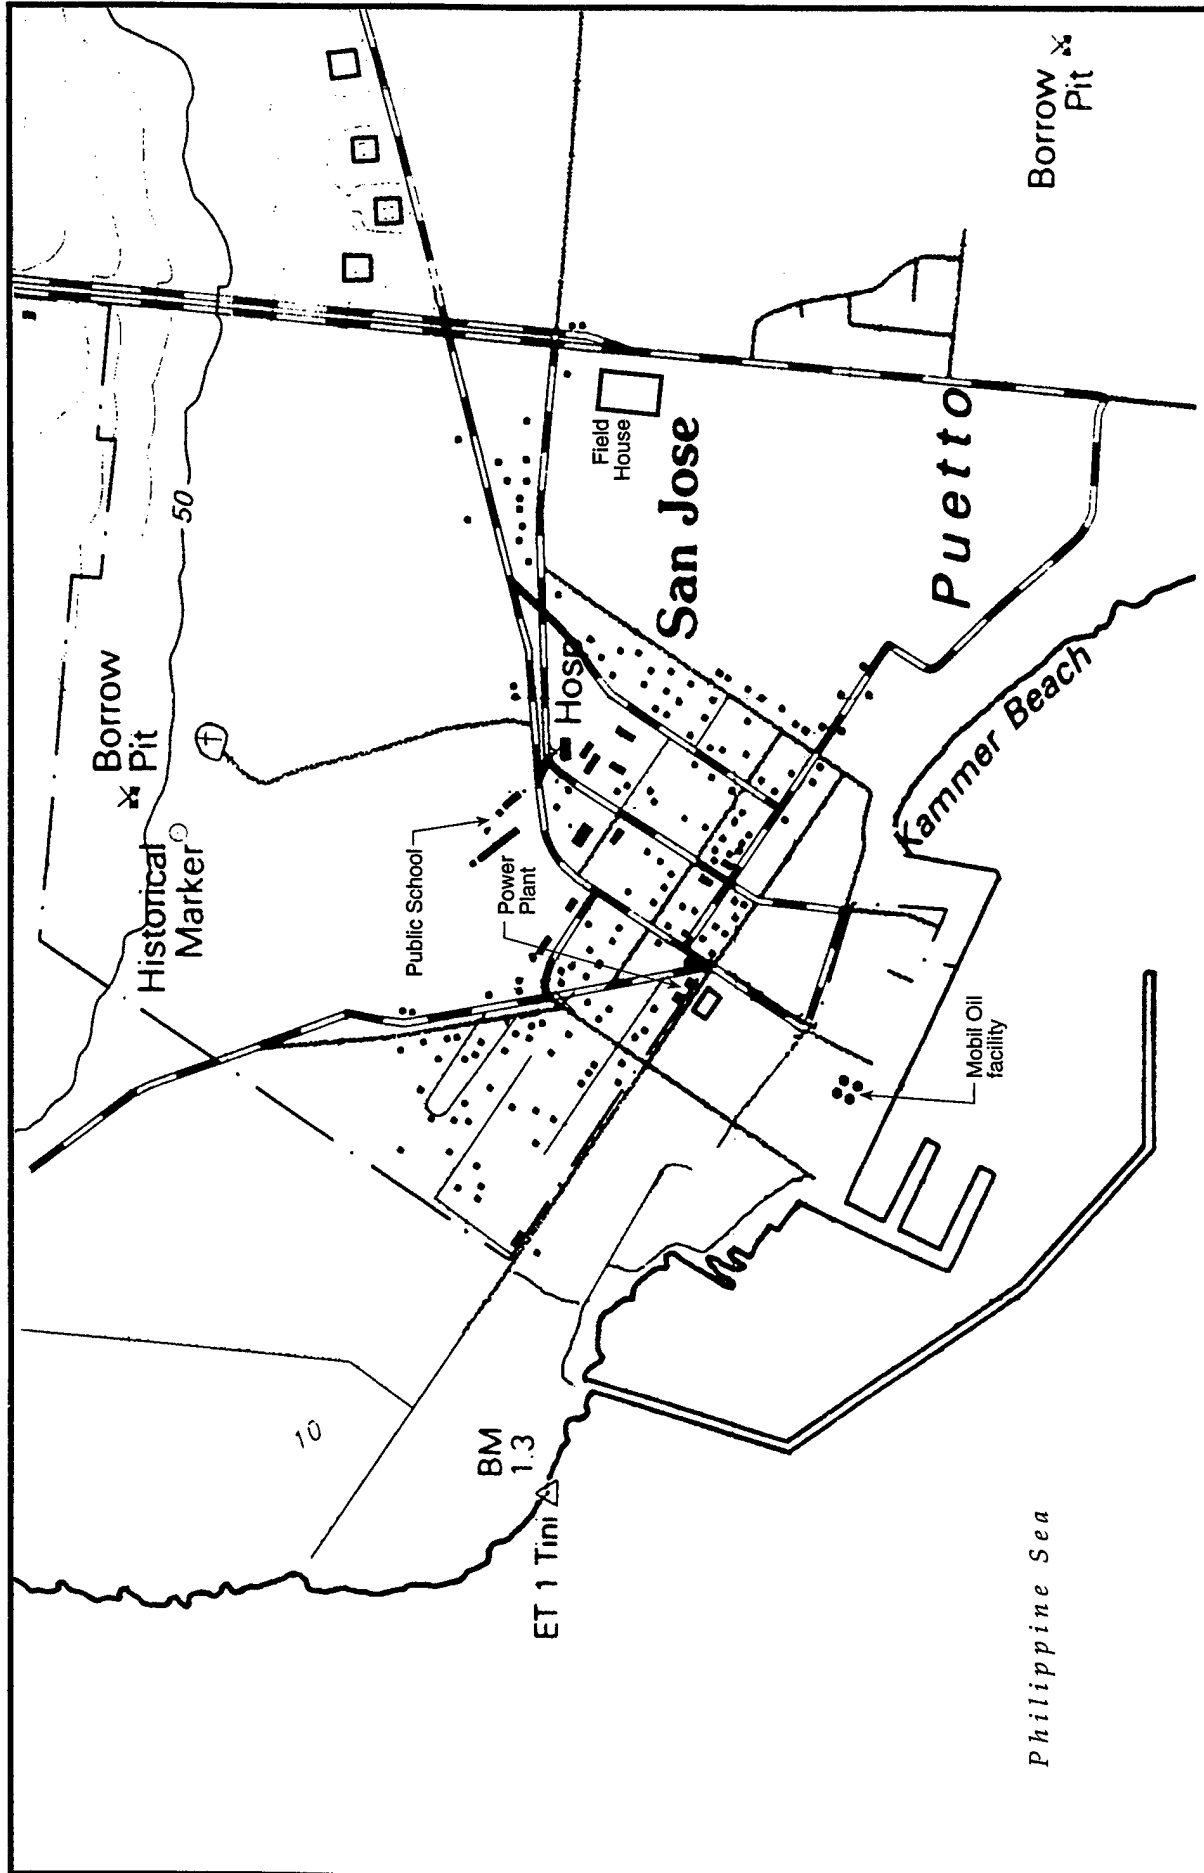 50
Borrow
Pit
Historical
Marker
Public School
Power
Plant
Hosp
Field
House
San Jose
Puetto
Borrow
Pit
Kammer Beach
Mobil Oil
facility
10
BM
1.3
ET 1 Tini
Philippine Sea